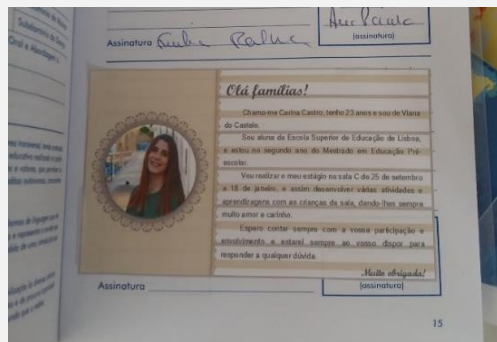 Assinatura
(assinatura)
Olá famílias!
Chamo-me Carina Castro, tenho 23 anos e sou de Viana
do Castelo.
Sou aluna da Escola Superior de Educação de Lisboa,
e estou no segundo ano do Mestrado em Educação Pré-
escolar.
Vou realizar o meu estágio na sala C de 25 de setembro
a 18 de janeiro, e assim desenvolver várias atividades e
aprendizagens com as crianças da sala, dando-lhes sempre
muito amor e carinho.
Espero contar sempre com a vossa participação e
envolvimento e estarei sempre ao vosso dispor para
responder a qualquer dúvida.
Muito obrigada!
Assinatura
(assinatura)
15